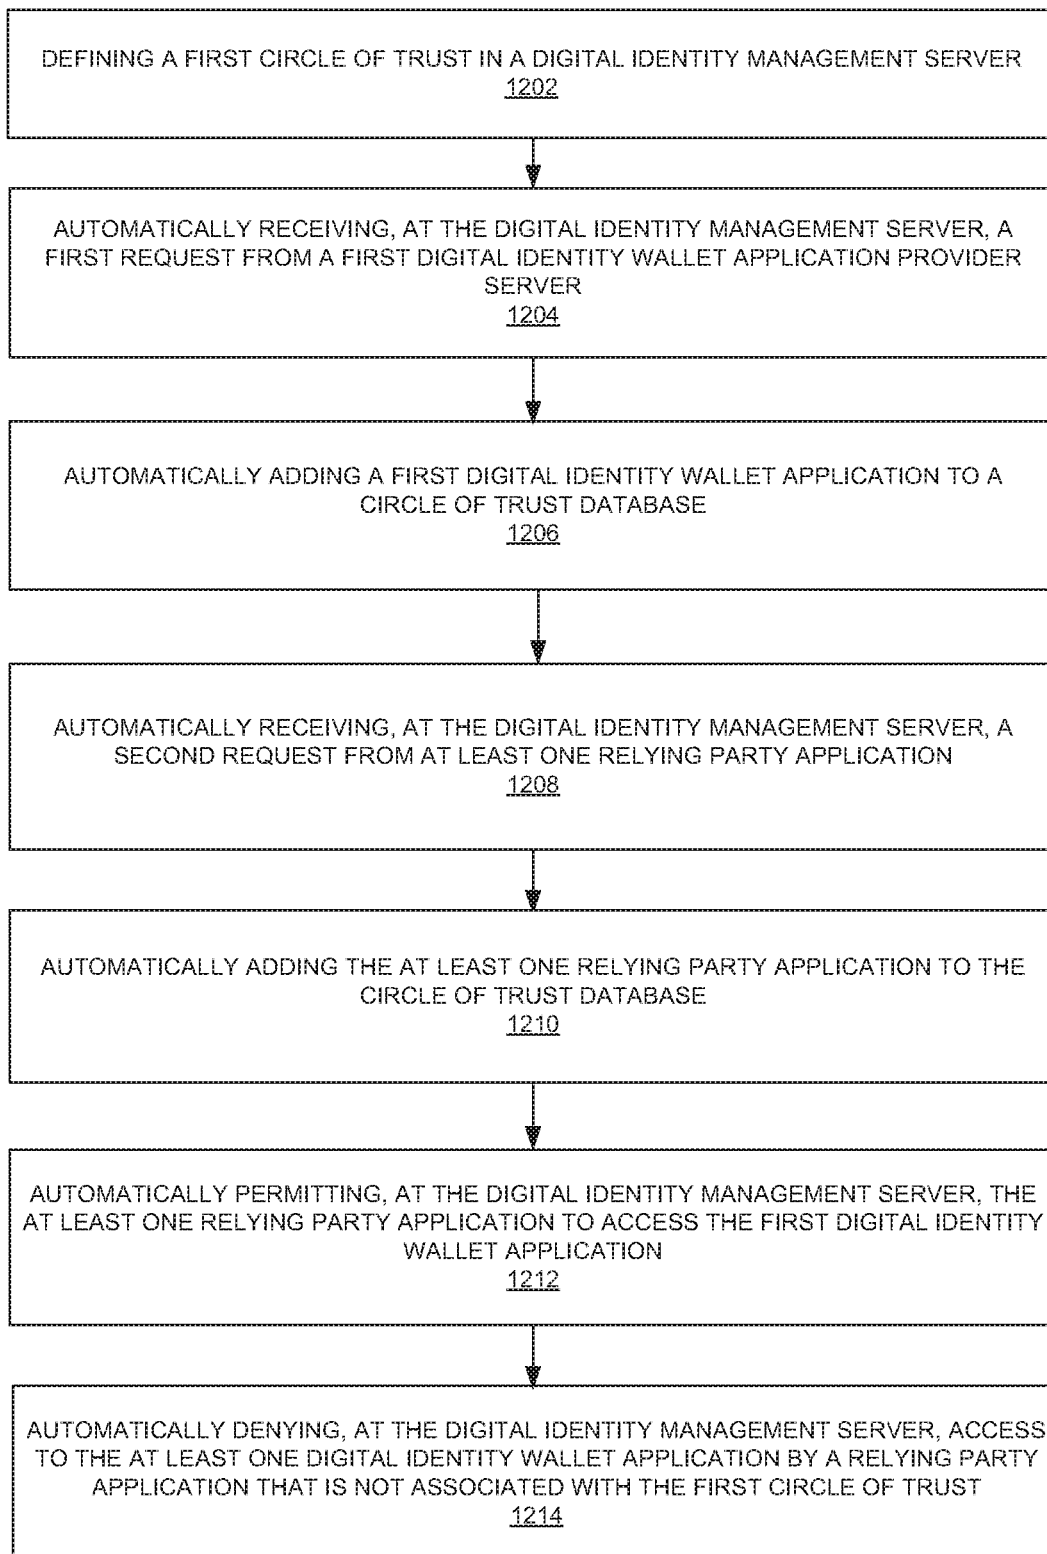 DEFINING A FIRST CIRCLE OF TRUST IN A DIGITAL IDENTITY MANAGEMENT SERVER
1202
AUTOMATICALLY RECEIVING, AT THE DIGITAL IDENTITY MANAGEMENT SERVER, A
FIRST REQUEST FROM A FIRST DIGITAL IDENTITY WALLET APPLICATION PROVIDER
SERVER
1204
AUTOMATICALLY ADDING A FIRST DIGITAL IDENTITY WALLET APPLICATION TO A
CIRCLE OF TRUST DATABASE
1206
AUTOMATICALLY RECEIVING, AT THE DIGITAL IDENTITY MANAGEMENT SERVER, A
SECOND REQUEST FROM AT LEAST ONE RELYING PARTY APPLICATION
1208
AUTOMATICALLY ADDING THE AT LEAST ONE RELYING PARTY APPLICATION TO THE
CIRCLE OF TRUST DATABASE
1210
AUTOMATICALLY PERMITTING, AT THE DIGITAL IDENTITY MANAGEMENT SERVER, THE
AT LEAST ONE RELYING PARTY APPLICATION TO ACCESS THE FIRST DIGITAL IDENTITY
WALLET APPLICATION
1212
AUTOMATICALLY DENYING, AT THE DIGITAL IDENTITY MANAGEMENT SERVER, ACCESS
TO THE AT LEAST ONE DIGITAL IDENTITY WALLET APPLICATION BY A RELYING PARTY
APPLICATION THAT IS NOT ASSOCIATED WITH THE FIRST CIRCLE OF TRUST
1214